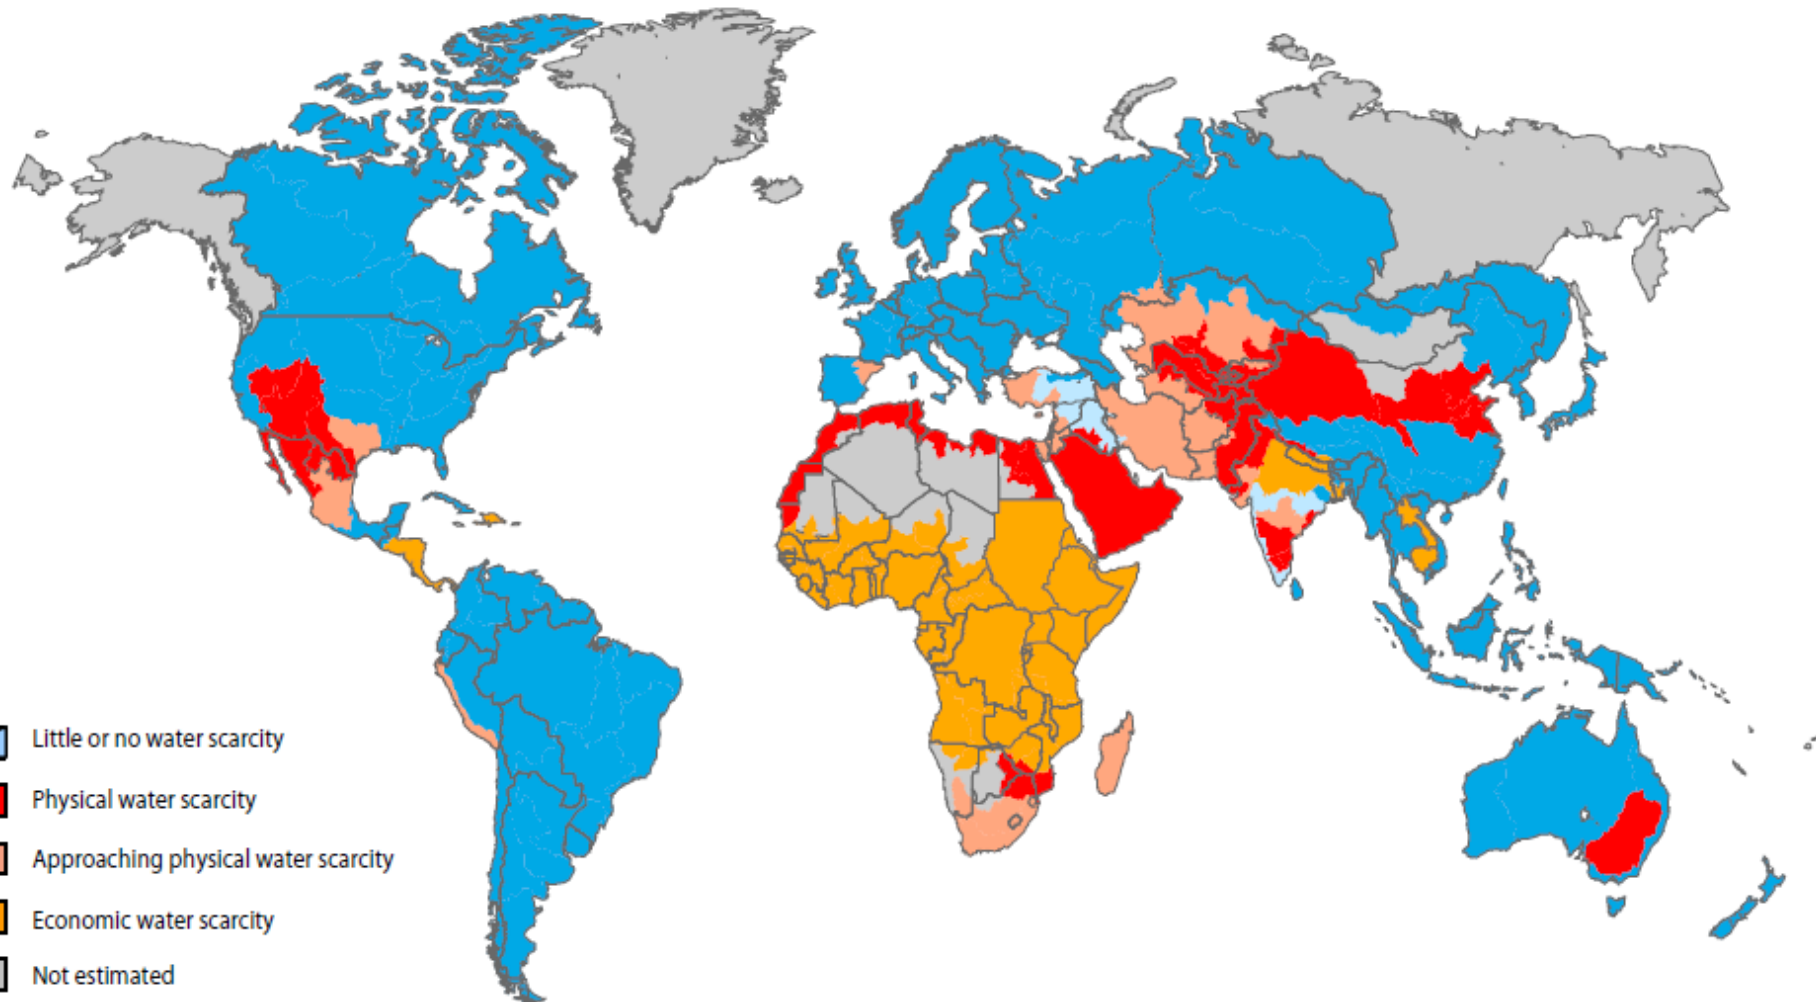 Little or no water scarcity
Physical water scarcity
Approaching physical water scarcity
Economic water scarcity
Not estimated